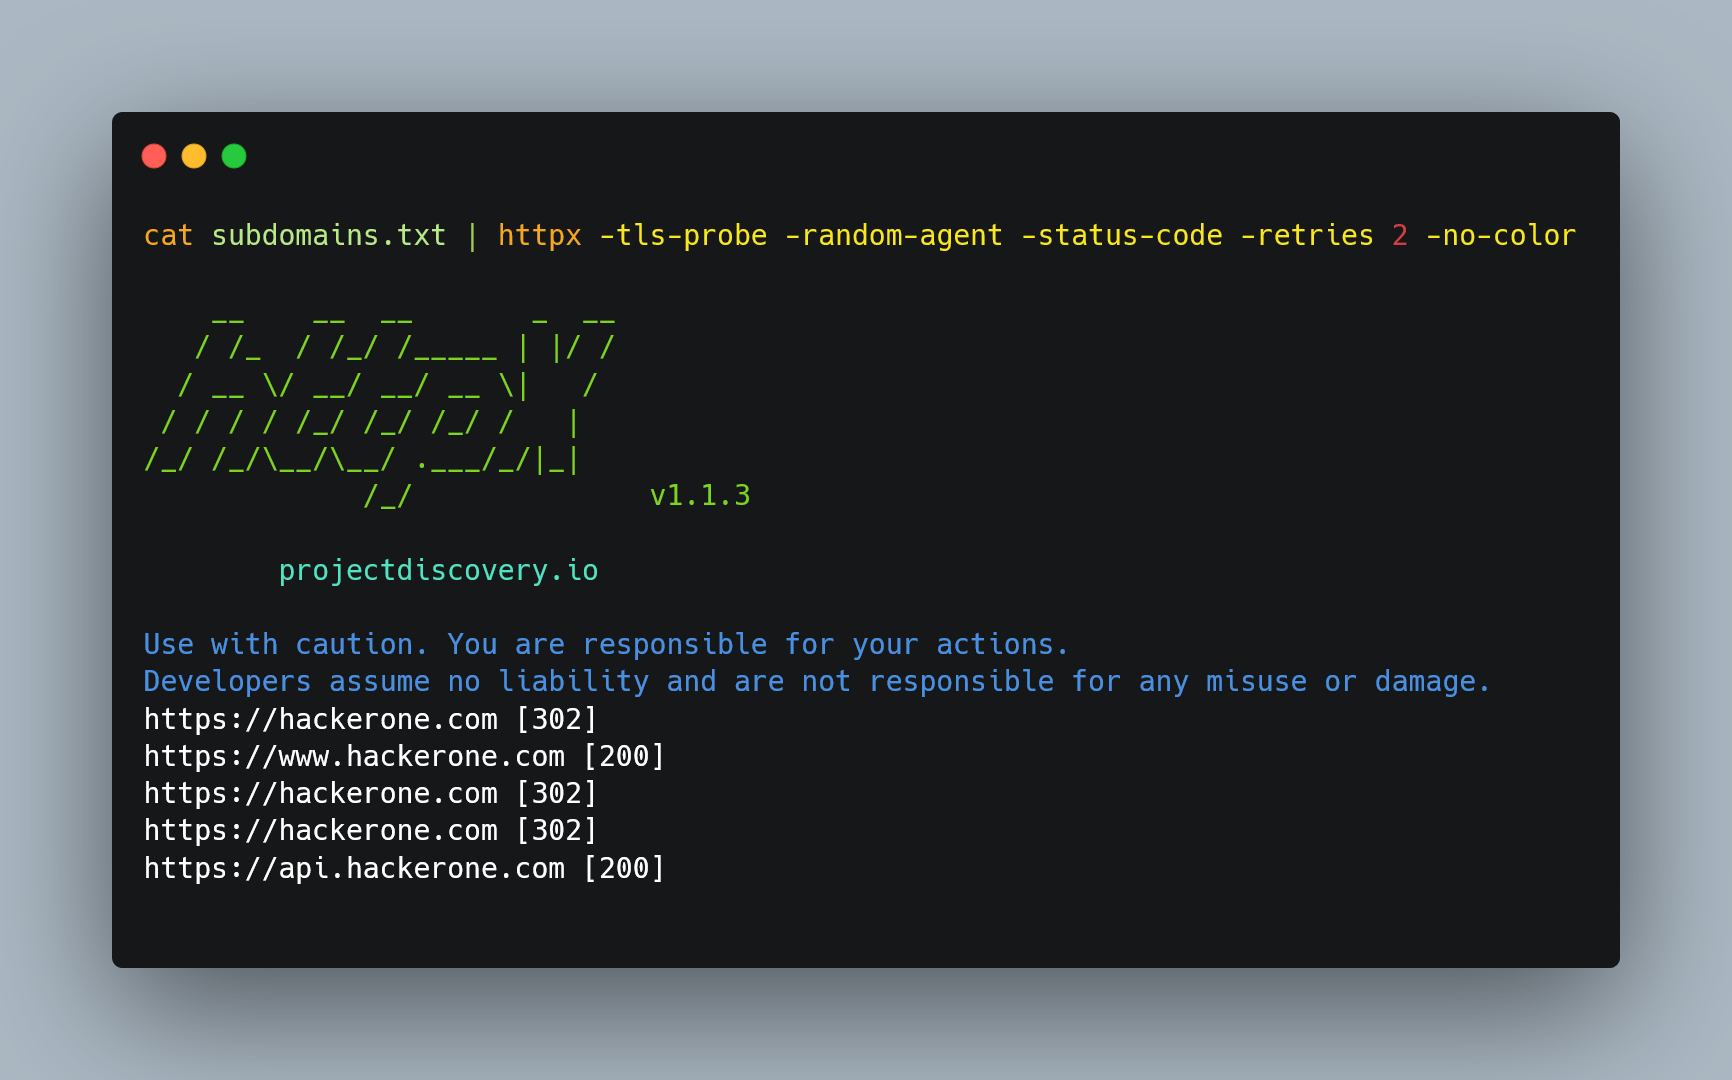 cat subdomains.txt | httpx -tls-probe -random-agent -status-code -retries 2 -no-color
    __    __  __       _  __
   / /_  / /_/ /_____ | |/ /
  / __ \/ __/ __/ __ \|   /
 / / / / /_/ /_/ /_/ /   |
/_/ /_/\__/\__/ .___/_/|_|
             /_/              v1.1.3
        projectdiscovery.io
Use with caution. You are responsible for your actions.
Developers assume no liability and are not responsible for any misuse or damage.
https://hackerone.com [302]
https://www.hackerone.com [200]
https://hackerone.com [302]
https://hackerone.com [302]
https://api.hackerone.com [200]